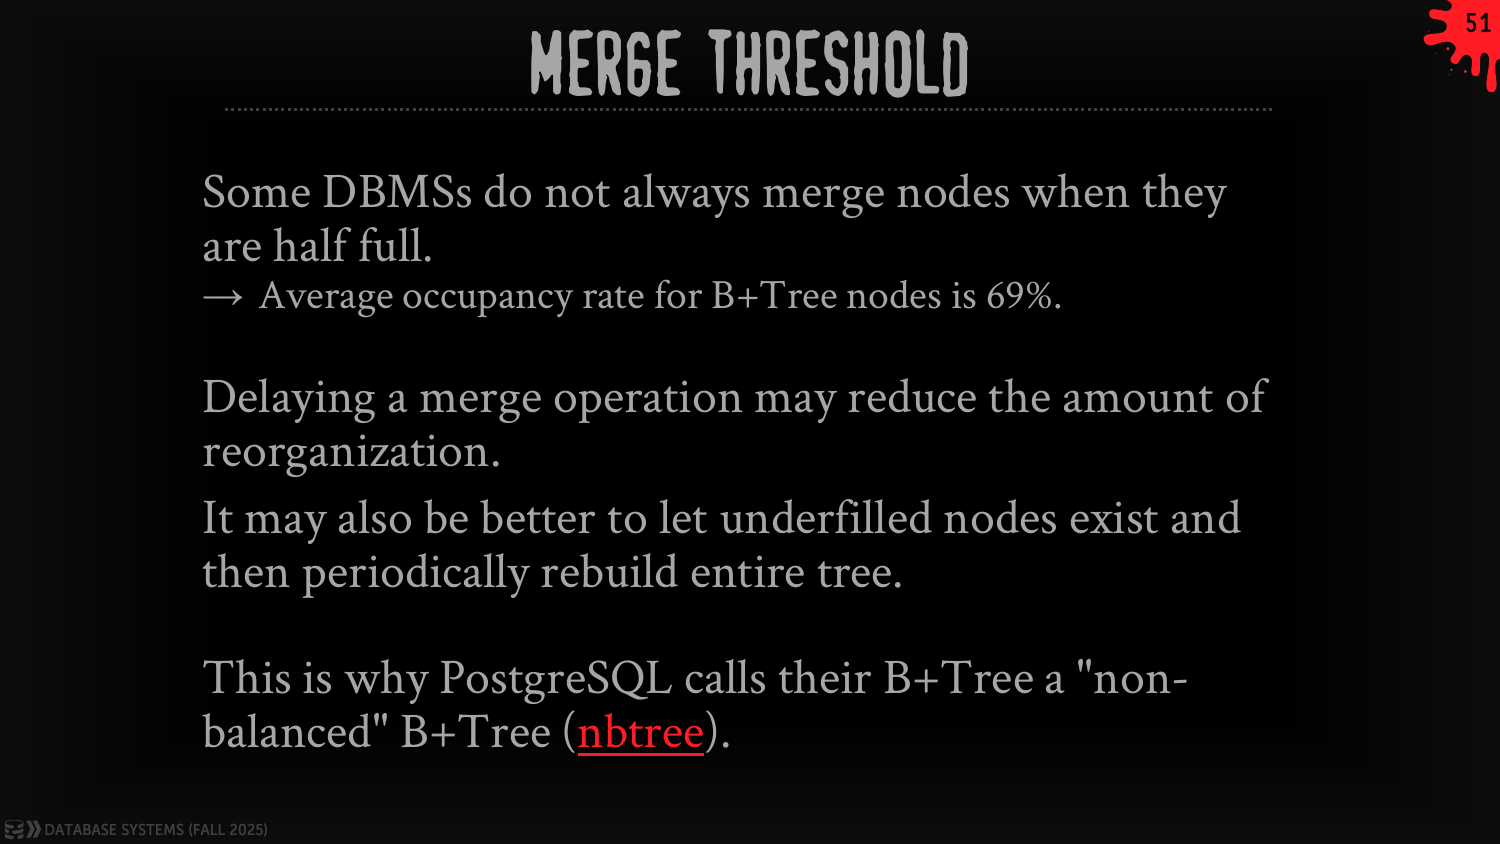 51
MERGE THRESHOLD
Some DBMSs do not always merge nodes when they
are half full.
→ Average occupancy rate for B+Tree nodes is 69%.
Delaying a merge operation may reduce the amount of
reorganization.
It may also be better to let underfilled nodes exist and
then periodically rebuild entire tree.
This is why PostgreSQL calls their B+Tree a "non-
balanced" B+Tree (nbtree).
DATABASE SYSTEMS (FALL 2025)